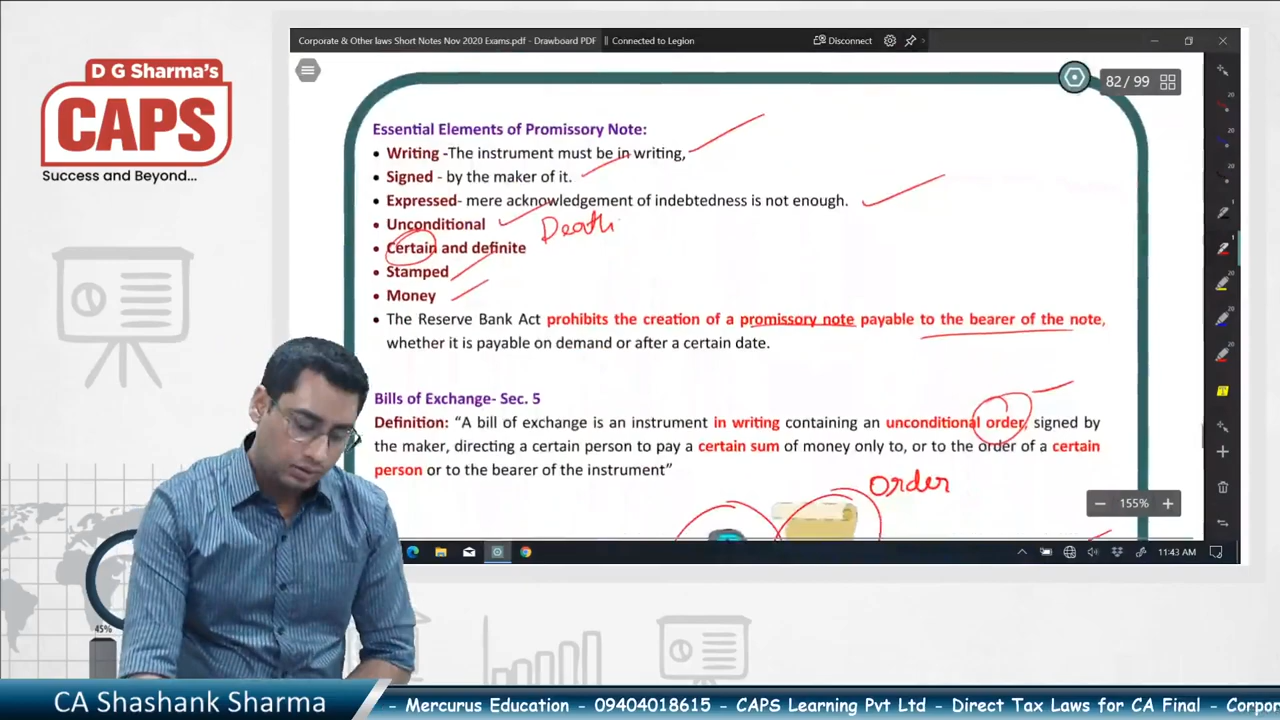 D G Sharma's
CAPS
Success and Beyond...
Corporate & Other laws Short Notes Nov 2020 Exams.pdf - Drawboard PDF || Connected to Legion
Disconnect
82 / 99
Essential Elements of Promissory Note:
• Writing -The instrument must be in writing,
• Signed - by the maker of it.
• Expressed- mere acknowledgement of indebtedness is not enough.
• Unconditional
Death
• Certain and definite
• Stamped
• Money
• The Reserve Bank Act prohibits the creation of a promissory note payable to the bearer of the note,
whether it is payable on demand or after a certain date.
Bills of Exchange- Sec. 5
Definition: “A bill of exchange is an instrument in writing containing an unconditional order, signed by
the maker, directing a certain person to pay a certain sum of money only to, or to the order of a certain
person or to the bearer of the instrument”
order
155%
11:43 AM
45%
CA Shashank Sharma
- Mercurus Education - 09404018615 - CAPS Learning Pvt Ltd - Direct Tax Laws for CA Final - Corpor